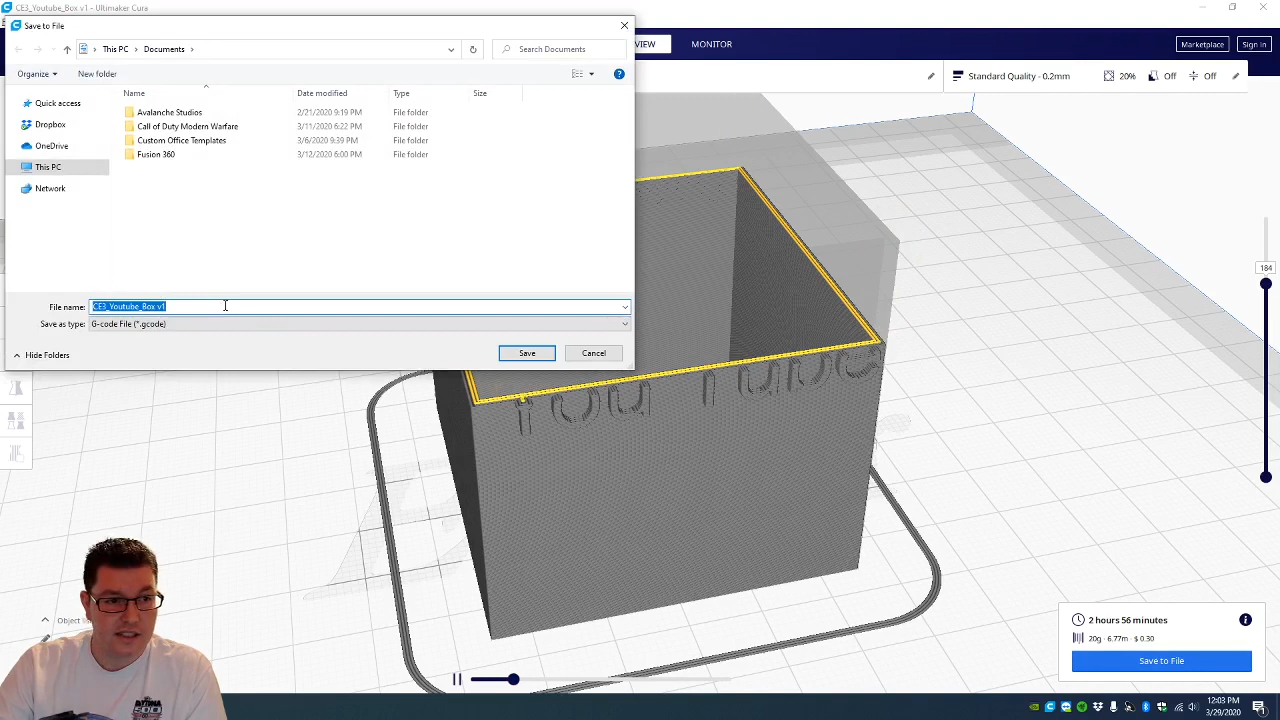 CE3_Youtube_Box v1 - Ultimaker Cura
Save to File
This PC
Documents
Search Documents
VIEW
MONITOR
Marketplace
Sign in
Organize
New folder
Standard Quality - 0.2mm
20%
Off
Off
Name
Date modified
Type
Size
Quick access
Dropbox
OneDrive
This PC
Network
Avalanche Studios 2/21/2020 9:19 PM File folder
Call of Duty Modern Warfare 3/11/2020 6:22 PM File folder
Custom Office Templates 3/6/2020 9:39 PM File folder
Fusion 360 3/12/2020 6:00 PM File folder
184
File name: CE3_Youtube_Box v1
Save as type: G-code File (*.gcode)
Hide Folders
Save
Cancel
You Tube
Object
2 hours 56 minutes
20g · 6.77m · $ 0.30
Save to File
500
12:03 PM
3/29/2020